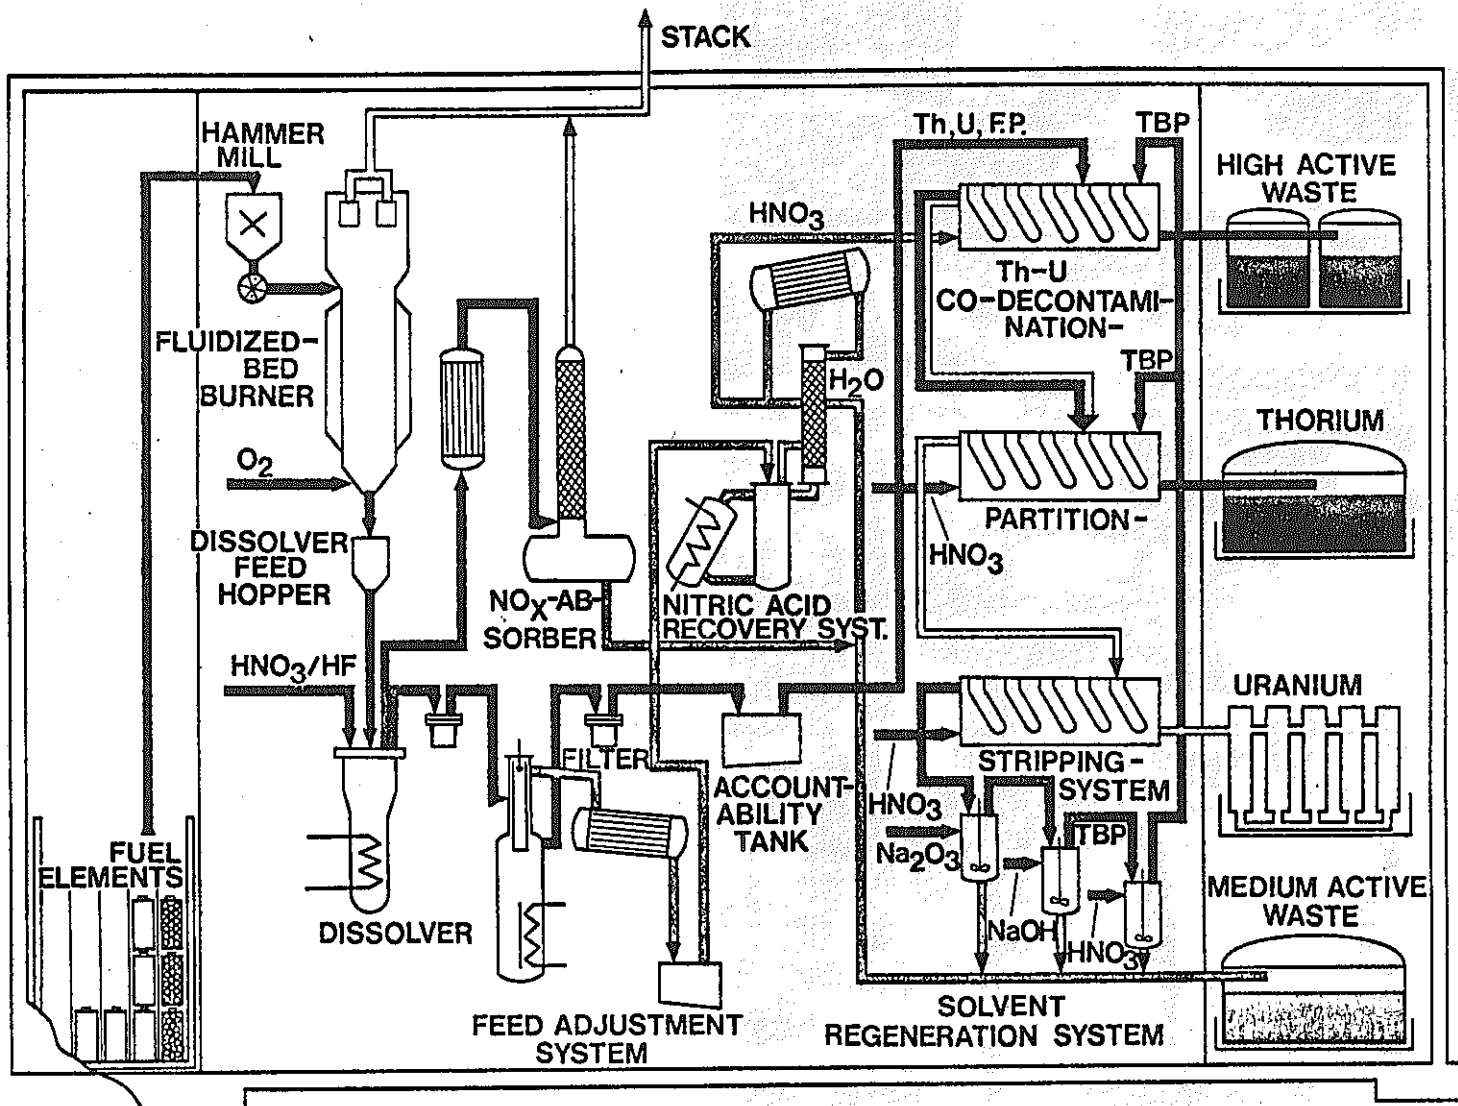 STACK
HAMMER
MILL
Th,U,F.P.
TBP
HIGH ACTIVE
WASTE
HNO3
Th-U
CO-DECONTAMI-
NATION-
FLUIDIZED-
BED
BURNER
TBP
H2O
THORIUM
O2
PARTITION-
HNO3
DISSOLVER
FEED
HOPPER
NOX-AB-
SORBER
NITRIC ACID
RECOVERY SYST.
HNO3/HF
URANIUM
FILTER
STRIPPING-
SYSTEM
ACCOUNT-
ABILITY
TANK
HNO3
TBP
Na2O3
FUEL
ELEMENTS
MEDIUM ACTIVE
WASTE
DISSOLVER
NaOH
HNO3
SOLVENT
REGENERATION SYSTEM
FEED ADJUSTMENT
SYSTEM